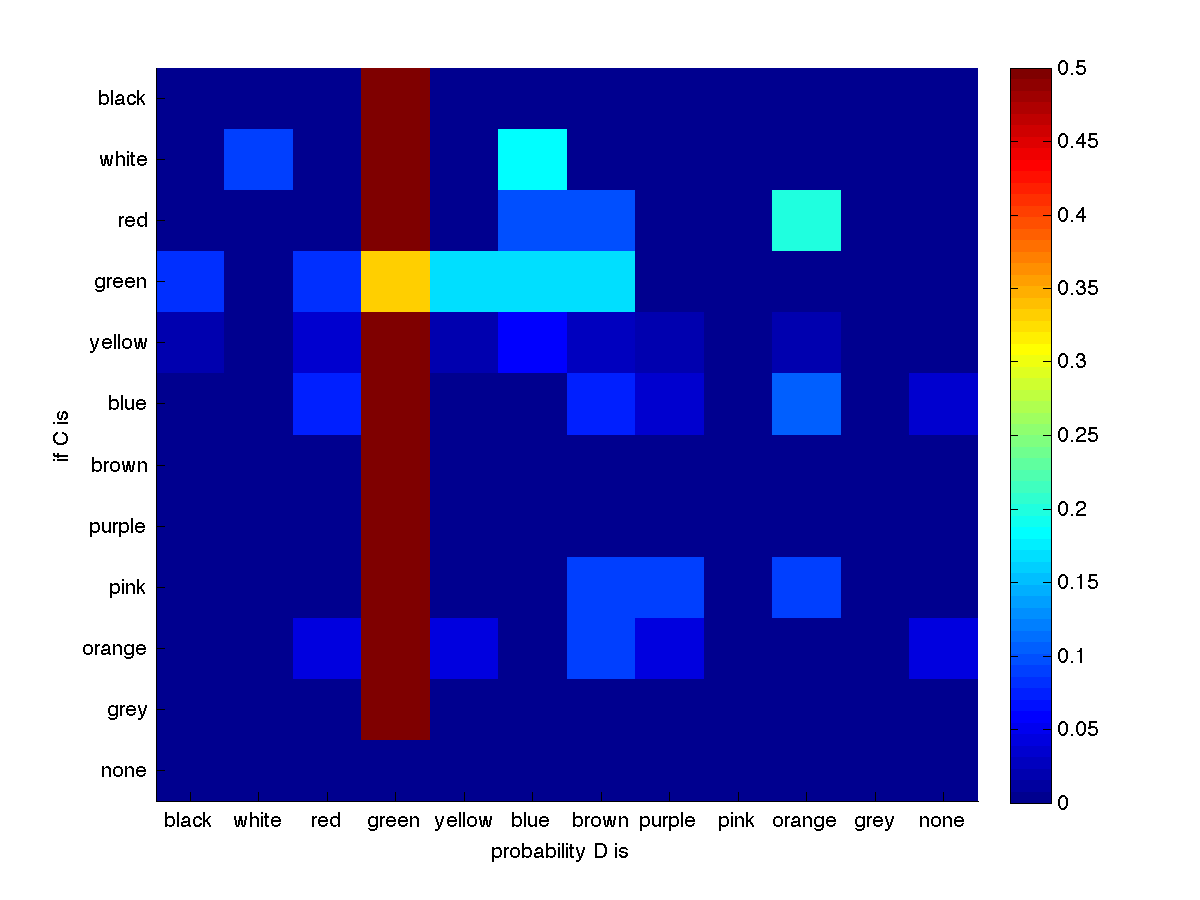 black
white
red
green
yellow
blue
brown
purple
pink
orange
grey
none
if C is
black white red green yellow blue brown purple pink orange grey none
probability D is
0.5
0.45
0.4
0.35
0.3
0.25
0.2
0.15
0.1
0.05
0